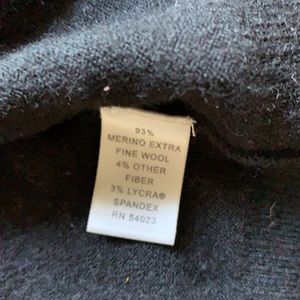 93%
MERINO EXTRA
FINE WOOL
4% OTHER
FIBER
3% LYCRA®
SPANDEX
RN 54023